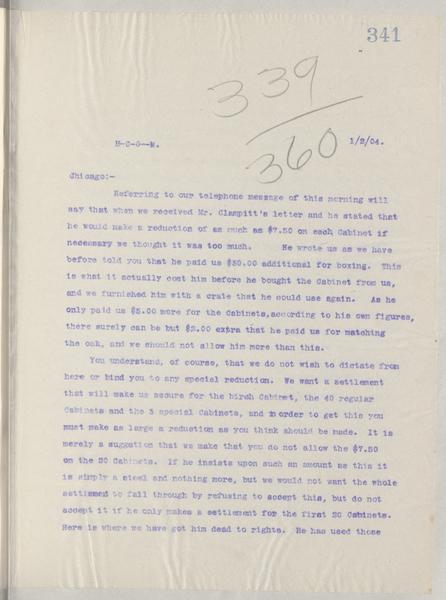 341
339
360
H-C-G--M. 1/2/04.
Chicago:-
Referring to our telephone message of this morning will
say that when we received Mr. Clampitt's letter and he stated that
he would make a reduction of as much as $7.50 on each Cabinet if
necessary we thought it was too much. He wrote us as we have
before told you that he paid us $30.00 additional for boxing. This
is what it actually cost him before he bought the Cabinet from us,
and we furnished him with a crate that he could use again. As he
only paid us $5.00 more for the Cabinets,according to his own figures,
there surely can be but $2.00 extra that he paid us for matching
the oak, and we should not allow him more than this.
You understand, of course, that we do not wish to dictate from
here or bind you to any special reduction. We want a settlement
that will make us secure for the birch Cabinet, the 40 regular
Cabinets and the 3 special Cabinets, and in order to get this you
must make as large a reduction as you think should be made. It is
merely a suggation that we make that you do not allow the $7.50
on the 20 Cabinets. If he insists upon such an amount as this it
is simply a steel and nothing more, but we would not want the whole
settlement to fall through by refusing to accept this, but do not
accept it if he only makes a settlement for the first 20 Cabinets.
Here is where we have got him dead to rights. He has used those